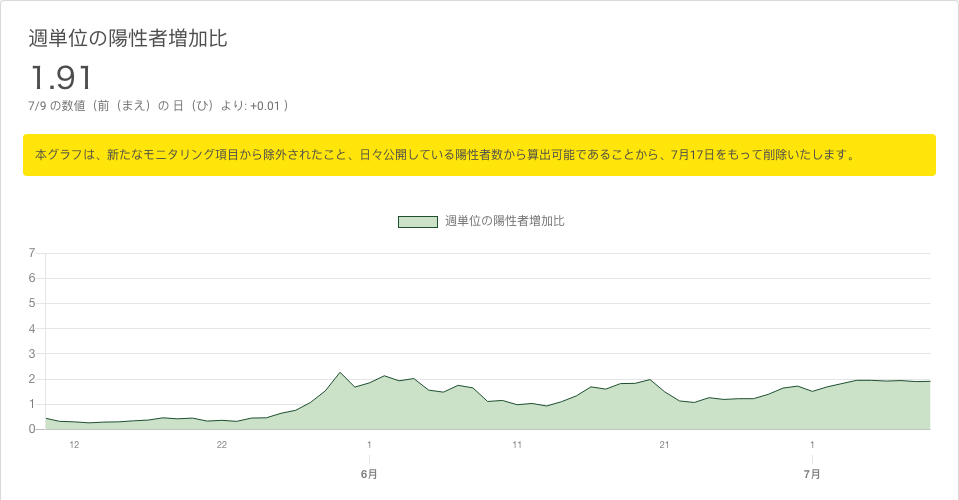 週単位の陽性者増加比
1.91
7/9 の数値（前（まえ）の 日（ひ）より: +0.01 ）
本グラフは、新たなモニタリング項目から除外されたこと、日々公開している陽性者数から算出可能であることから、7月17日をもって削除いたします。
週単位の陽性者増加比
7
6
5
4
3
2
1
0
12 22 1 11 21 1
6月 7月